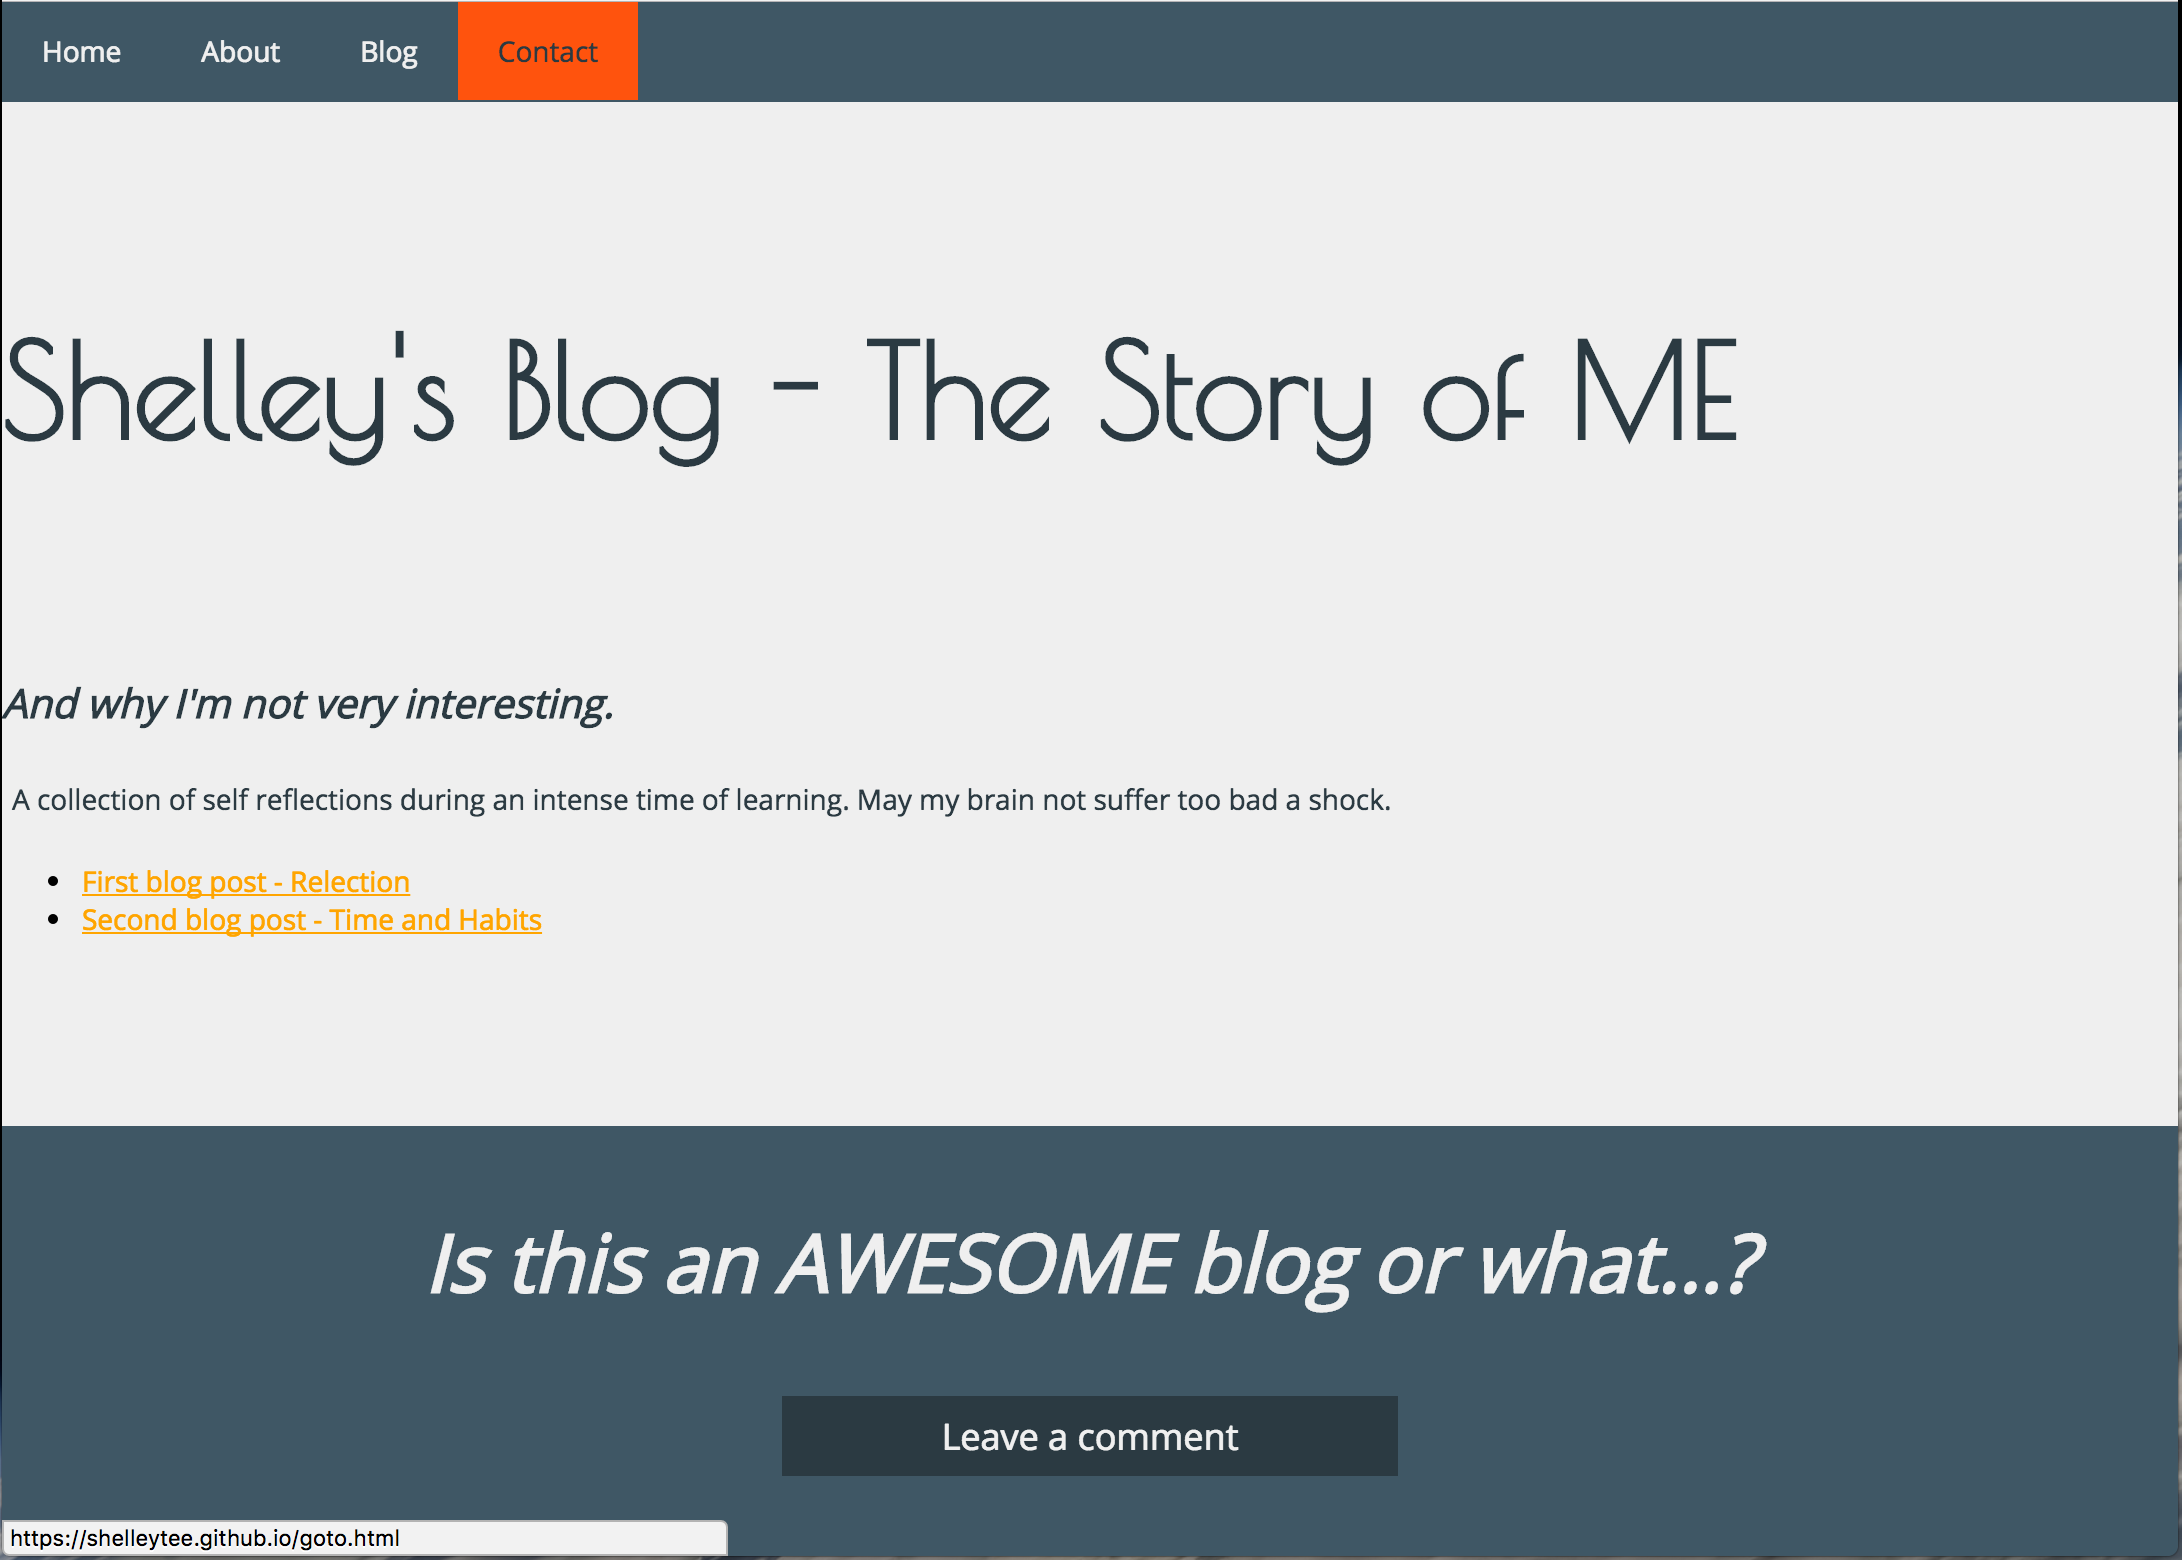 Home About Blog Contact
Shelley's Blog - The Story of ME
And why I'm not very interesting.
A collection of self reflections during an intense time of learning. May my brain not suffer too bad a shock.
First blog post - Relection
Second blog post - Time and Habits
Is this an AWESOME blog or what...?
Leave a comment
https://shelleytee.github.io/goto.html